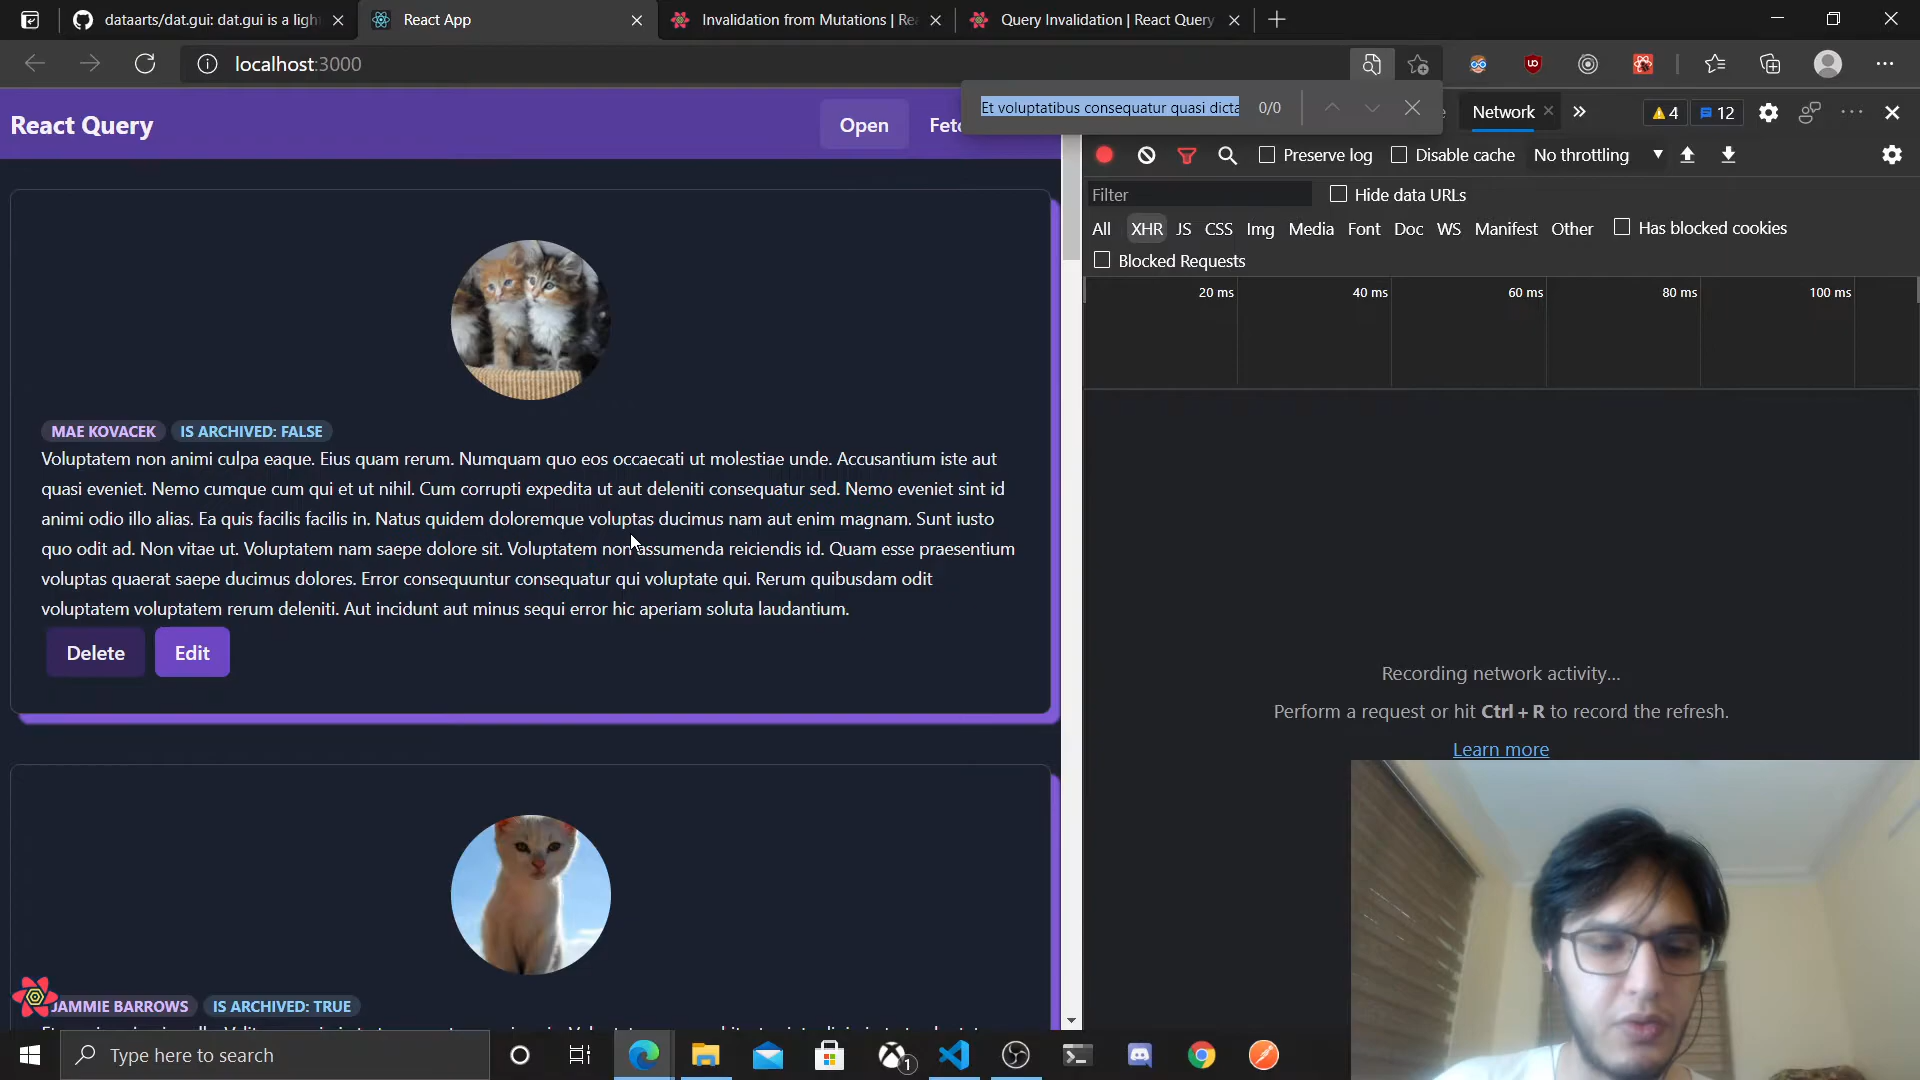 dataarts/dat.gui: dat.gui is a light
React App
Invalidation from Mutations | Re
Query Invalidation | React Query
localhost:3000
Et voluptatibus consequatur quasi dicta
0/0
React Query
Open
Network
4
12
Preserve log
Disable cache
No throttling
Filter
Hide data URLs
All XHR JS CSS Img Media Font Doc WS Manifest Other
Has blocked cookies
Blocked Requests
20 ms
40 ms
60 ms
80 ms
100 ms
MAE KOVACEK
IS ARCHIVED: FALSE
Voluptatem non animi culpa eaque. Eius quam rerum. Numquam quo eos occaecati ut molestiae unde. Accusantium iste aut
quasi eveniet. Nemo cumque cum qui et ut nihil. Cum corrupti expedita ut aut deleniti consequatur sed. Nemo eveniet sint id
animi odio illo alias. Ea quis facilis facilis in. Natus quidem doloremque voluptas ducimus nam aut enim magnam. Sunt iusto
quo odit ad. Non vitae ut. Voluptatem nam saepe dolore sit. Voluptatem non assumenda reiciendis id. Quam esse praesentium
voluptas quaerat saepe ducimus dolores. Error consequuntur consequatur qui voluptate qui. Rerum quibusdam odit
voluptatem voluptatem rerum deleniti. Aut incidunt aut minus sequi error hic aperiam soluta laudantium.
Delete
Edit
Recording network activity...
Perform a request or hit Ctrl + R to record the refresh.
Learn more
JAMMIE BARROWS
IS ARCHIVED: TRUE
Type here to search
1